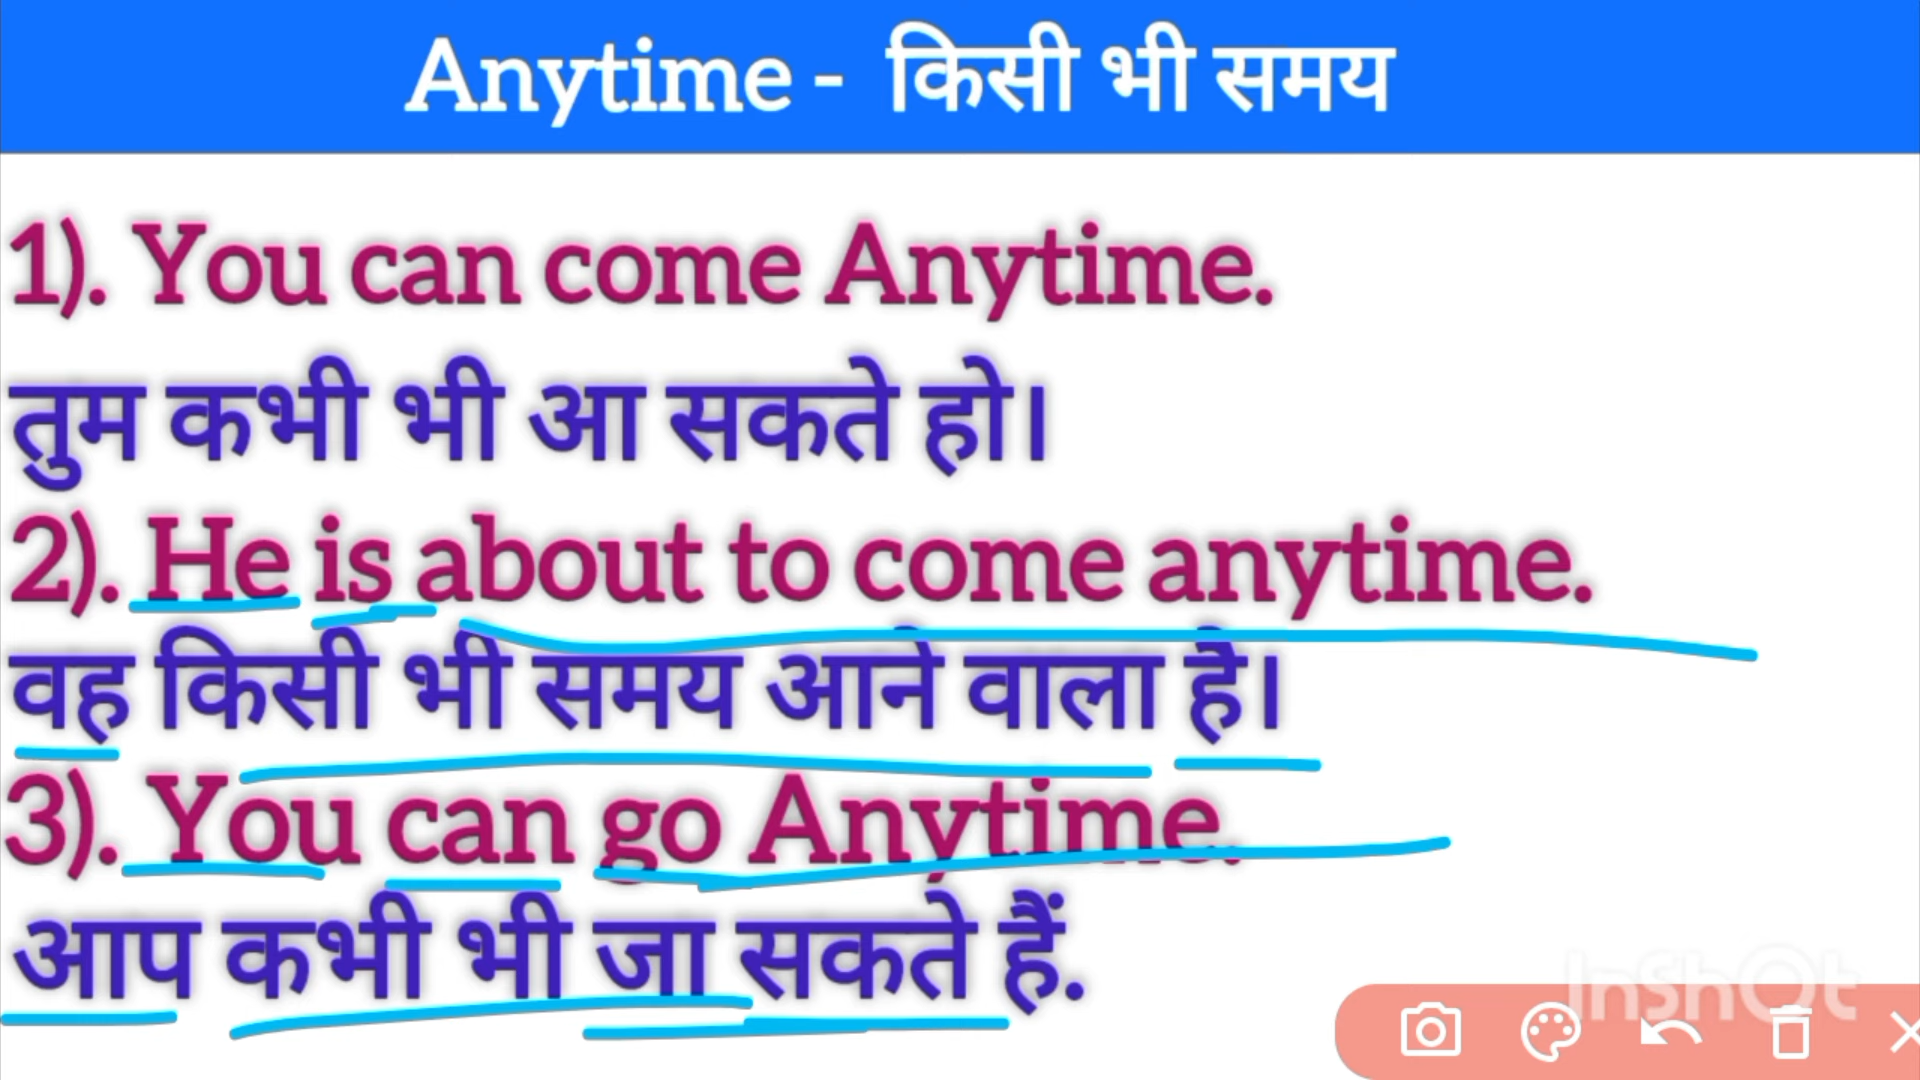 Anytime - किसी भी समय
1). You can come Anytime.
तुम कभी भी आ सकते हो।
2). He is about to come anytime.
वह किसी भी समय आने वाला है।
3). You can go Anytime.
आप कभी भी जा सकते हैं.
InShOt